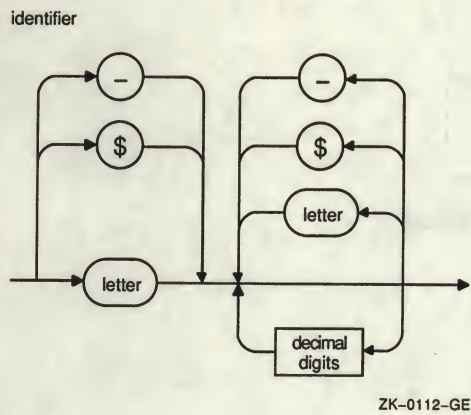 identifier
– –
$ $
letter
letter
decimal
digits
ZK–0112–GE